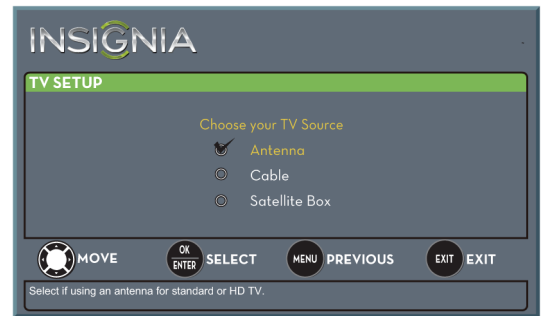 INSIGNIA
TV SETUP
Choose your TV Source
Antenna
Cable
Satellite Box
MOVE OK ENTER SELECT MENU PREVIOUS EXIT EXIT
Select if using an antenna for standard or HD TV.